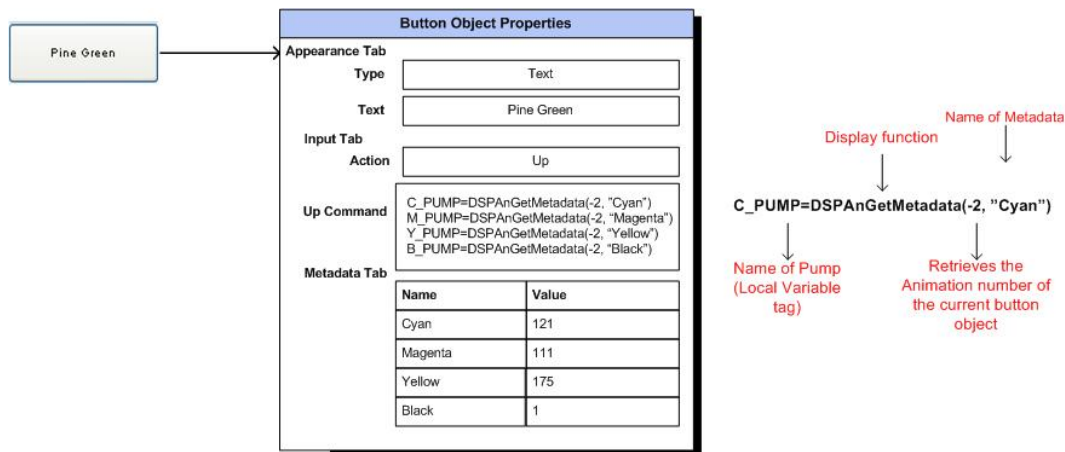 Pine Green
Button Object Properties
Appearance Tab
Type
Text
Text
Pine Green
Input Tab
Action
Up
Up Command
C_PUMP=DSPAnGetMetadata(-2, ”Cyan”)
M_PUMP=DSPAnGetMetadata(-2, “Magenta”)
Y_PUMP=DSPAnGetMetadata(-2, “Yellow”)
B_PUMP=DSPAnGetMetadata(-2, “Black”)
Metadata Tab
Name Value
Cyan 121
Magenta 111
Yellow 175
Black 1
Name of Metadata
Display function
C_PUMP=DSPAnGetMetadata(-2, ”Cyan”)
Name of Pump
(Local Variable
tag)
Retrieves the
Animation number of
the current button
object